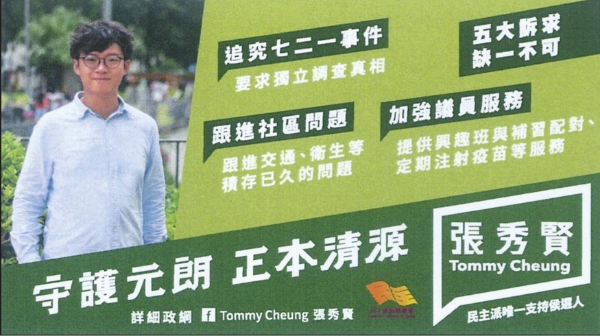 追究七二一事件
要求獨立調查真相
五大訴求
缺一不可
跟進社區問題
跟進交通、衛生等
積存已久的問題
加強議員服務
提供興趣班與補習配對、
定期注射疫苗等服務
守護元朗 正本清源
張秀賢
Tommy Cheung
詳細政網 f Tommy Cheung 張秀賢
民主派唯一支持候選人